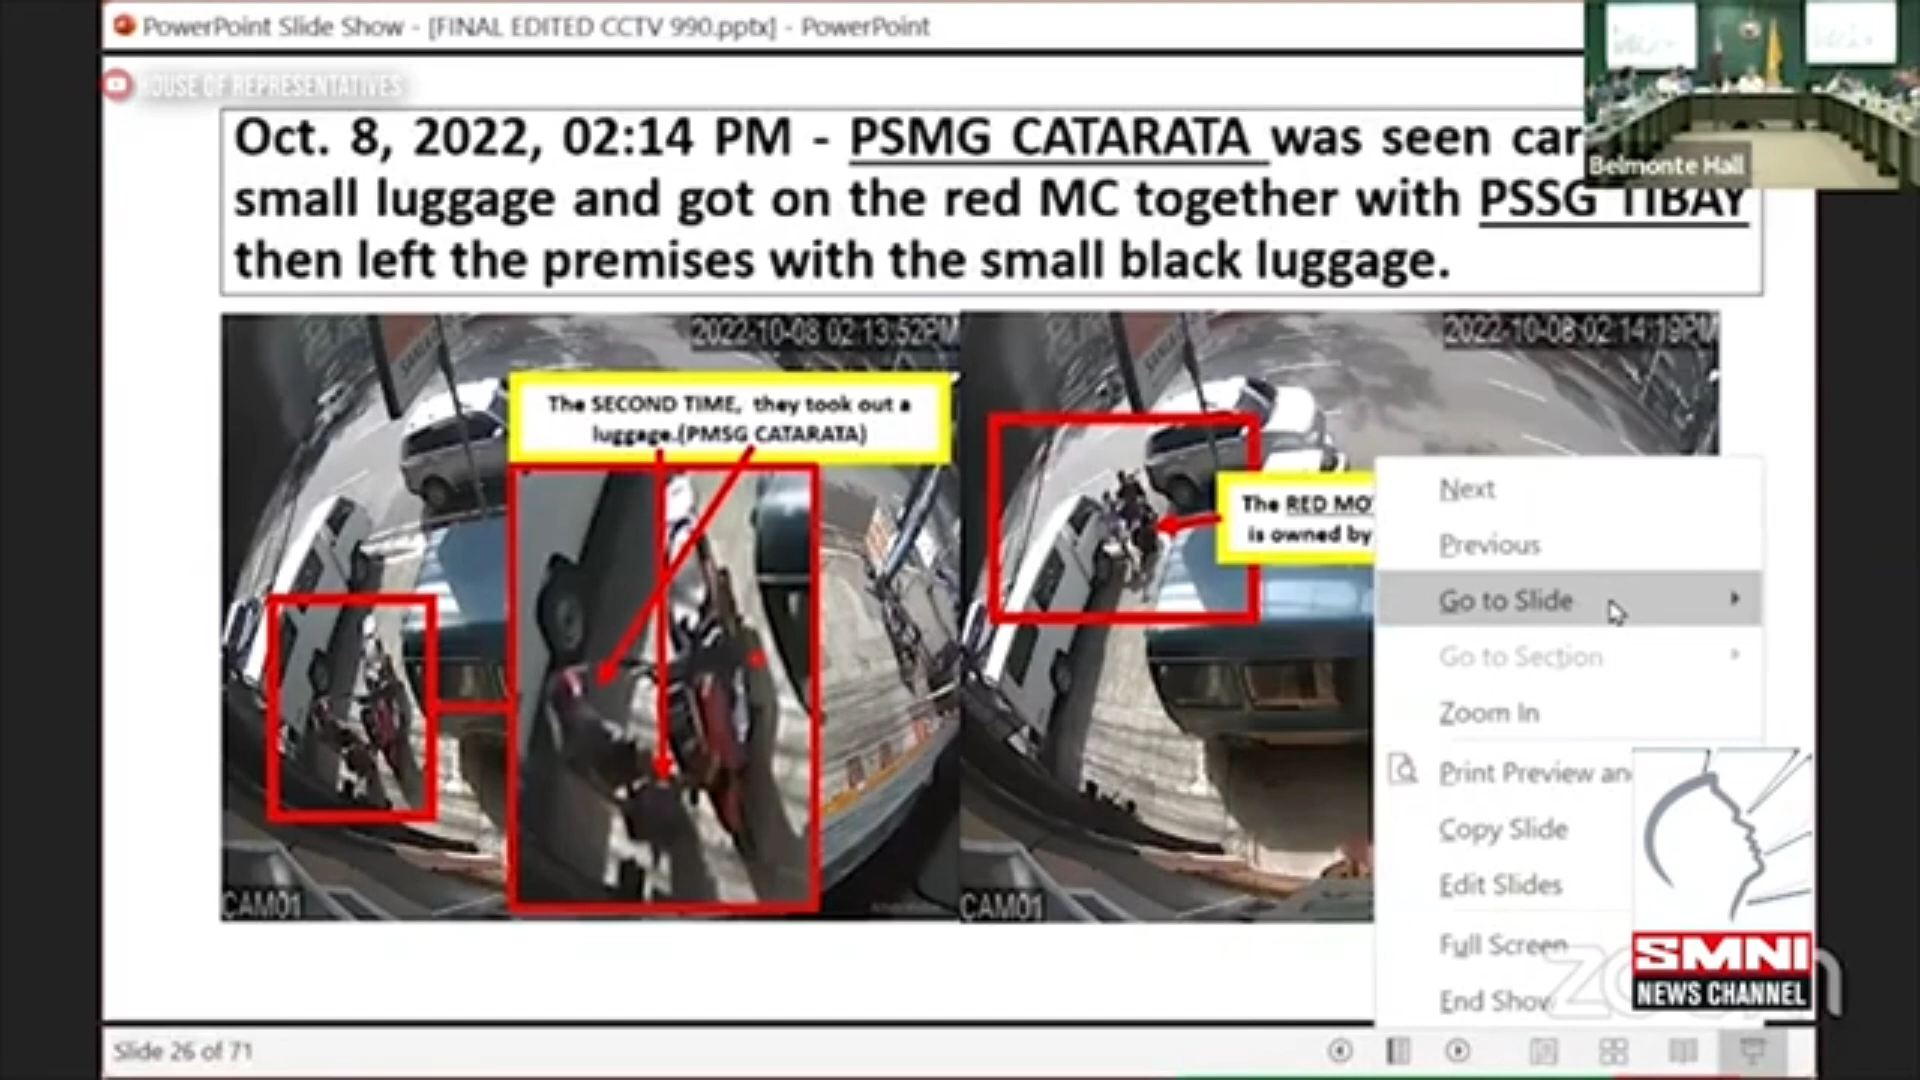 PowerPoint Slide Show - [FINAL EDITED CCTV 990.pptx] - PowerPoint
HOUSE OF REPRESENTATIVES
Belmonte Hall
Oct. 8, 2022, 02:14 PM - PSMG CATARATA was seen car
small luggage and got on the red MC together with PSSG TIBAY
then left the premises with the small black luggage.
2022-10-08 02:13:52PM
2022-10-08 02:14:19PM
The SECOND TIME, they took out a
luggage.(PMSG CATARATA)
The RED MO
is owned by
CAM01
CAM01
Next
Previous
Go to Slide
Go to Section
Zoom In
Print Preview an
Copy Slide
Edit Slides
Full Screen
End Show
zoom
SMNI
NEWS CHANNEL
Slide 26 of 71